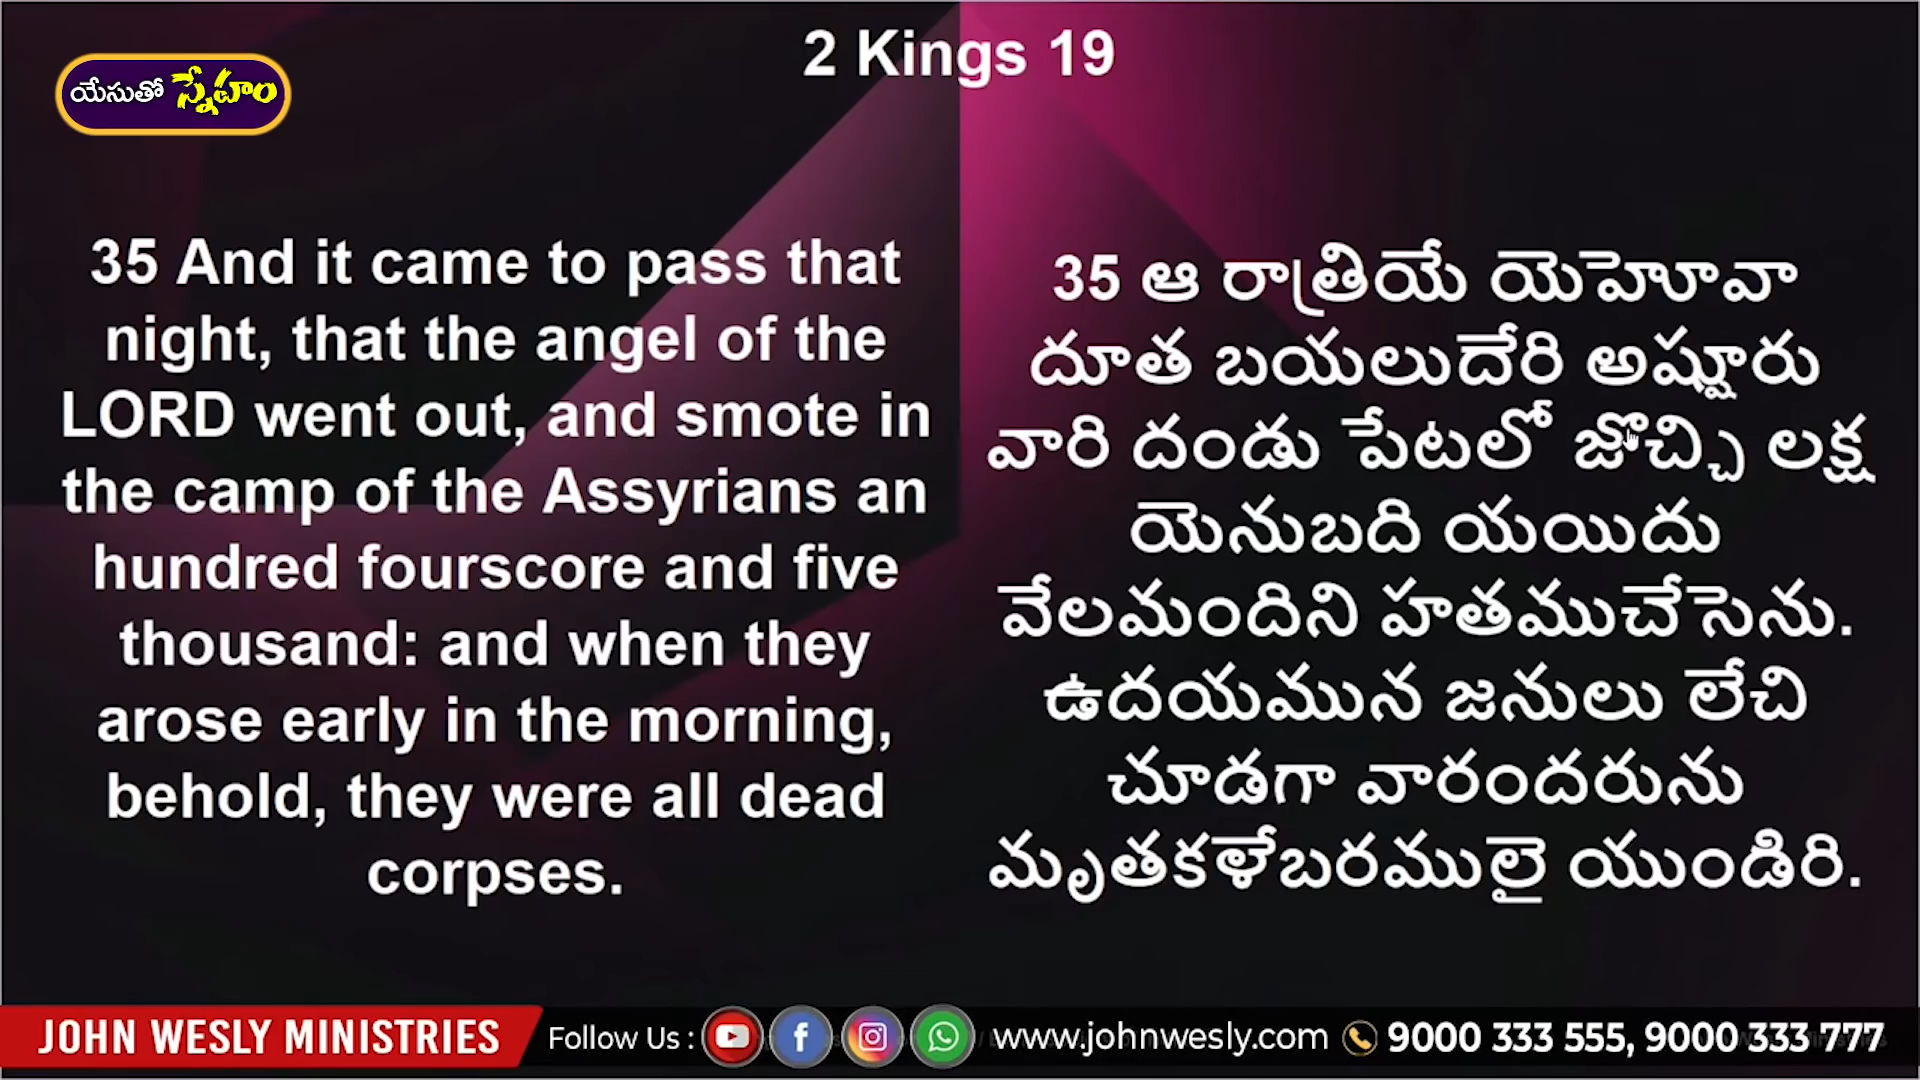 2 Kings 19
యేసుతో స్నేహం
35 And it came to pass that
night, that the angel of the
LORD went out, and smote in
the camp of the Assyrians an
hundred fourscore and five
thousand: and when they
arose early in the morning,
behold, they were all dead
corpses.
35 ఆ రాత్రియే యెహెూవా
దూత బయలుదేరి అష్షూరు
వారి దండు పేటలో జొచ్చి లక్ష
యెనుబది యయిదు
వేలమందిని హతముచేసెను.
ఉదయమున జనులు లేచి
చూడగా వారందరును
మృతకళేబరములై యుండిరి.
JOHN WESLY MINISTRIES
Follow Us :
www.johnwesly.com
9000 333 555, 9000 333 777